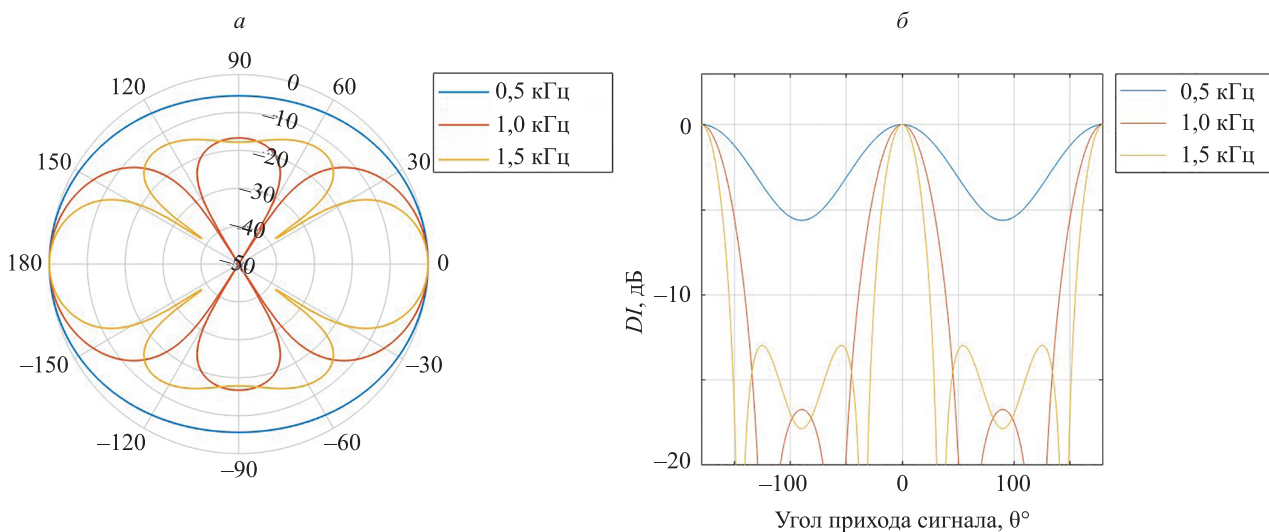 а
90
120
0
60
–10
150
–20
30
–30
–40
180
–50
0
–150
–30
–120
–60
–90
0,5 кГц
1,0 кГц
1,5 кГц
б
0
DI, дБ
–10
–20
–100
0
100
Угол прихода сигнала, θ°
0,5 кГц
1,0 кГц
1,5 кГц